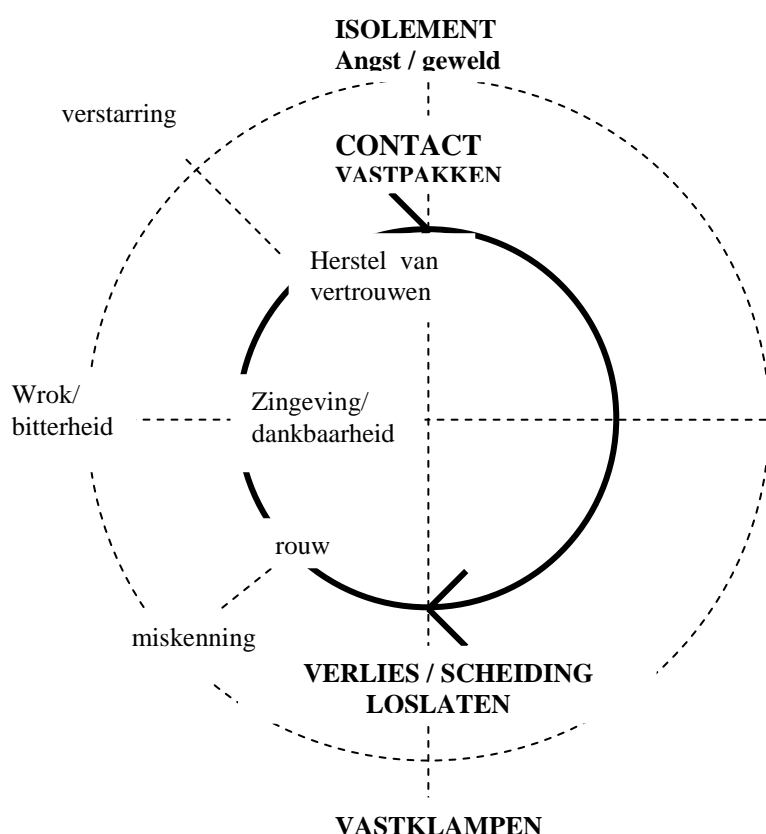 ISOLEMENT
Angst / geweld
verstarring
CONTACT
VASTPAKKEN
Herstel van
vertrouwen
Wrok/
bitterheid
Zingeving/
dankbaarheid
rouw
miskenning
VERLIES / SCHEIDING
LOSLATEN
VASTKLAMPEN